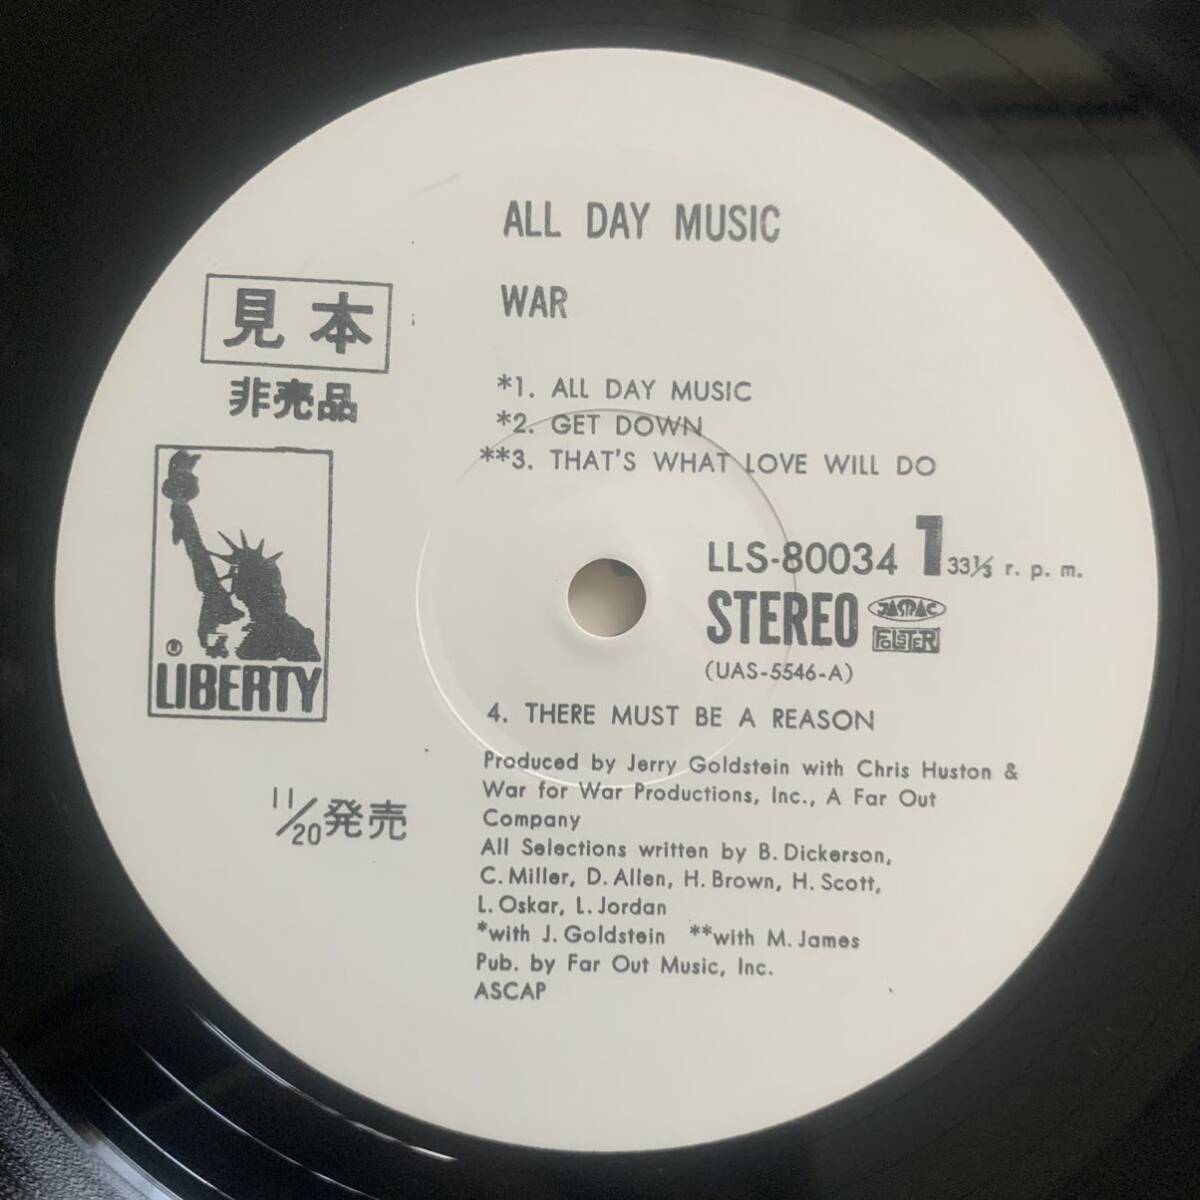 ALL DAY MUSIC
WAR
見本
非売品
*1. ALL DAY MUSIC
*2. GET DOWN
**3. THAT'S WHAT LOVE WILL DO
LLS-80034 1 33⅓ r. p. m.
STEREO JASRAC
FOLSTER
(UAS-5546-A)
® LIBERTY
4. THERE MUST BE A REASON
Produced by Jerry Goldstein with Chris Huston &
War for War Productions, Inc., A Far Out
Company
11/20発売
All Selections written by B. Dickerson,
C. Miller, D. Allen, H. Brown, H. Scott,
L. Oskar, L. Jordan
*with J. Goldstein **with M. James
Pub. by Far Out Music, Inc.
ASCAP